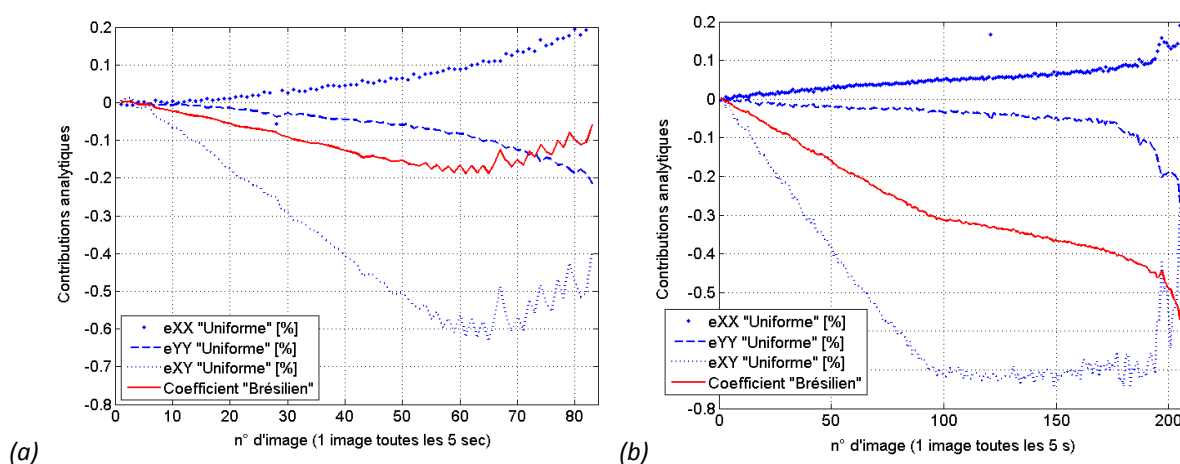 0.2
0.1
0
-0.1
-0.2
-0.3
-0.4
-0.5
-0.6
-0.7
-0.8
Contributions analytiques
eXX "Uniforme" [%]
eYY "Uniforme" [%]
eXY "Uniforme" [%]
Coefficient "Brésilien"
0 10 20 30 40 50 60 70 80
n° d'image (1 image toutes les 5 sec)
(a)
0.2
0.1
0
-0.1
-0.2
-0.3
-0.4
-0.5
-0.8
Contributions analytiques
eXX "Uniforme" [%]
eYY "Uniforme" [%]
eXY "Uniforme" [%]
Coefficient "Brésilien"
0 50 100 150 200
n° d'image (1 image toutes les 5 s)
(b)